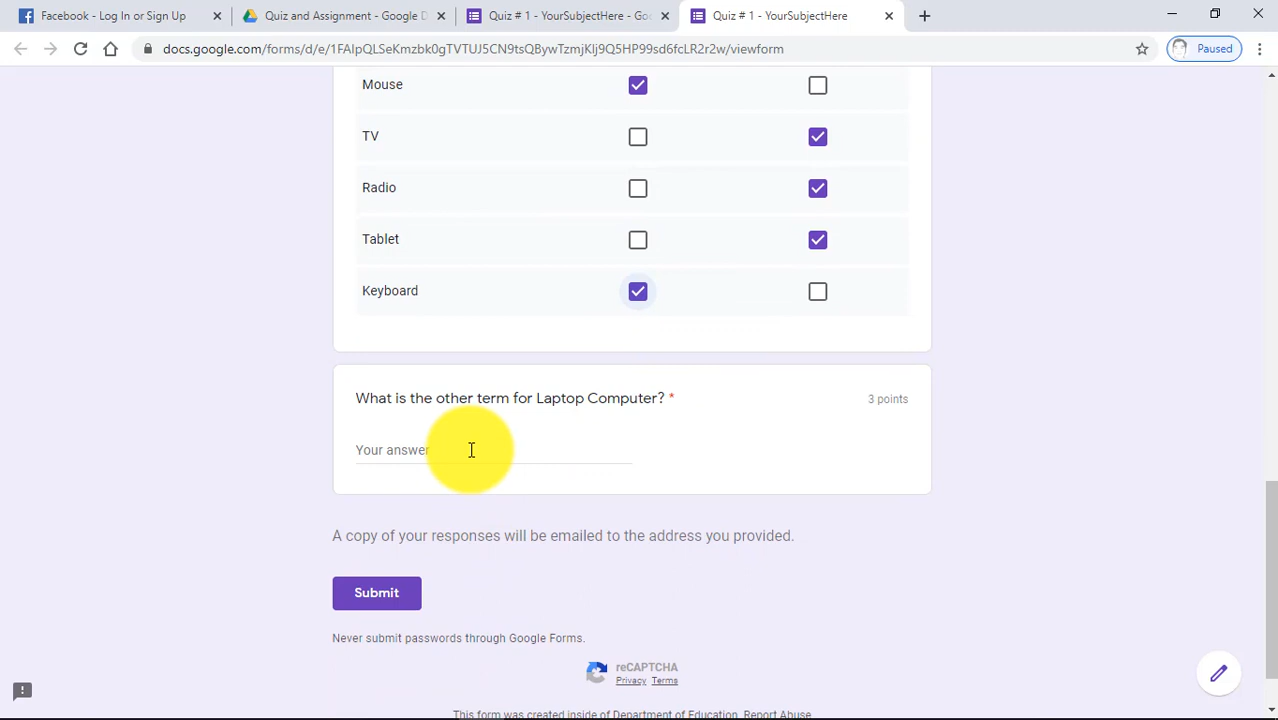 Facebook - Log In or Sign Up
Quiz and Assignment - Google D
Quiz # 1 - YourSubjectHere - Goo
Quiz # 1 - YourSubjectHere
docs.google.com/forms/d/e/1FAIpQLSeKmzbk0gTVTUJ5CN9tsQBywTzmjKlj9Q5HP99sd6fcLR2r2w/viewform
Paused
Mouse
TV
Radio
Tablet
Keyboard
What is the other term for Laptop Computer? *
3 points
Your answer
A copy of your responses will be emailed to the address you provided.
Submit
Never submit passwords through Google Forms.
reCAPTCHA
Privacy Terms
This form was created inside of Department of Education. Report Abuse